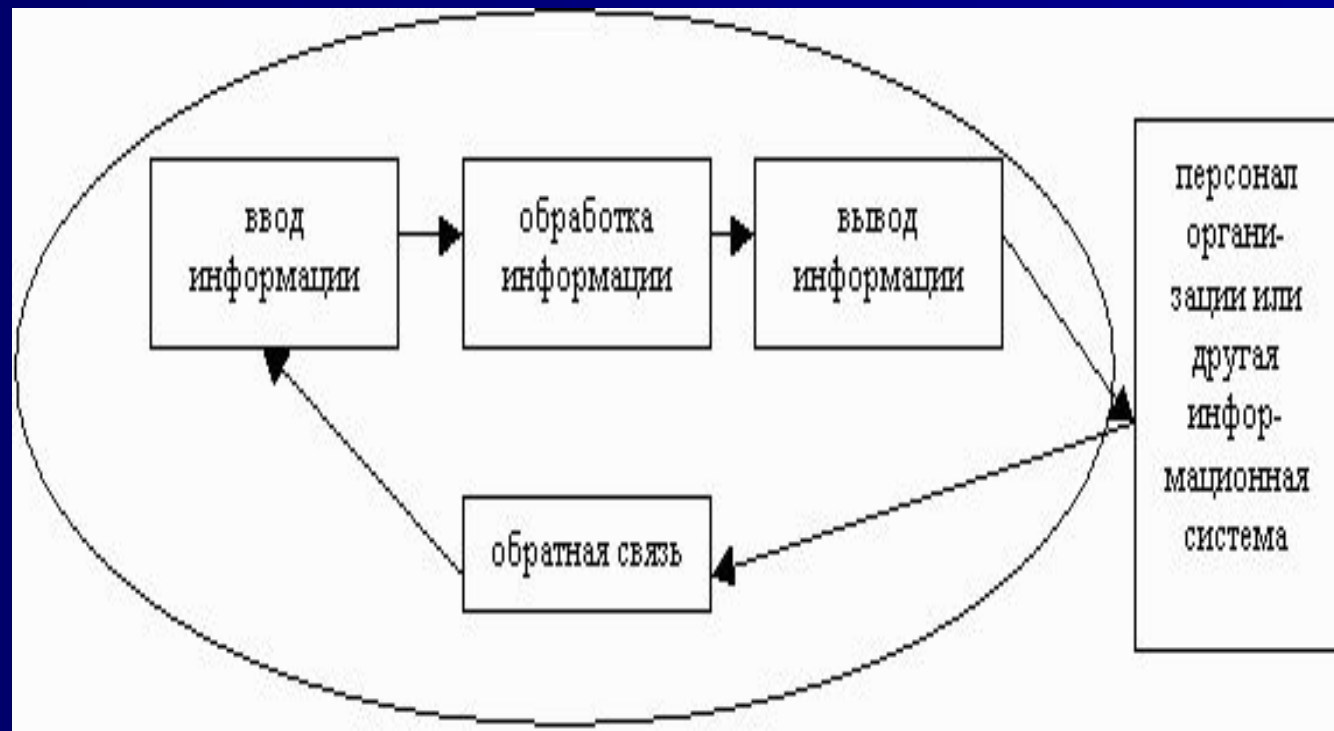 ввод
информации
обработка
информации
вывод
информации
персонал
органи-
зации или
другая
инфор-
мационная
система
обратная связь